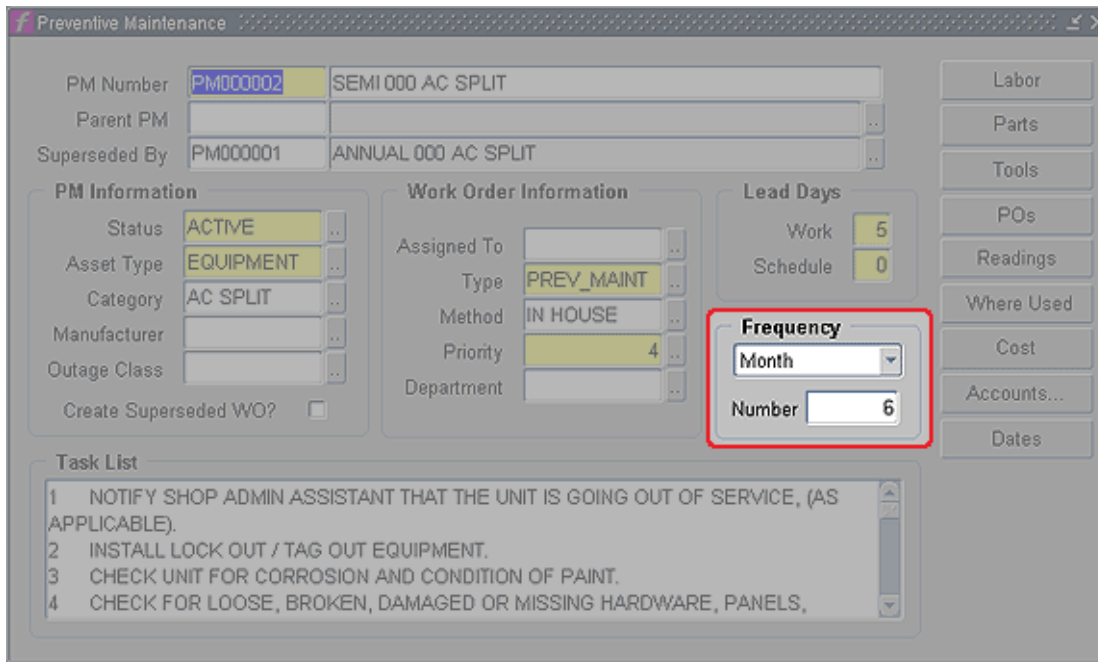 Preventive Maintenance
PM Number PM000002 SEMI 000 AC SPLIT
Parent PM ..
Superseded By PM000001 ANNUAL 000 AC SPLIT ..
PM Information
Status ACTIVE ..
Asset Type EQUIPMENT ..
Category AC SPLIT ..
Manufacturer ..
Outage Class ..
Create Superseded WO?
Work Order Information
Assigned To ..
Type PREV_MAINT ..
Method IN HOUSE ..
Priority 4 ..
Department ..
Lead Days
Work 5
Schedule 0
Frequency
Month
Number 6
Labor
Parts
Tools
POs
Readings
Where Used
Cost
Accounts...
Dates
Task List
1 NOTIFY SHOP ADMIN ASSISTANT THAT THE UNIT IS GOING OUT OF SERVICE, (AS
APPLICABLE).
2 INSTALL LOCK OUT / TAG OUT EQUIPMENT.
3 CHECK UNIT FOR CORROSION AND CONDITION OF PAINT.
4 CHECK FOR LOOSE, BROKEN, DAMAGED OR MISSING HARDWARE, PANELS,